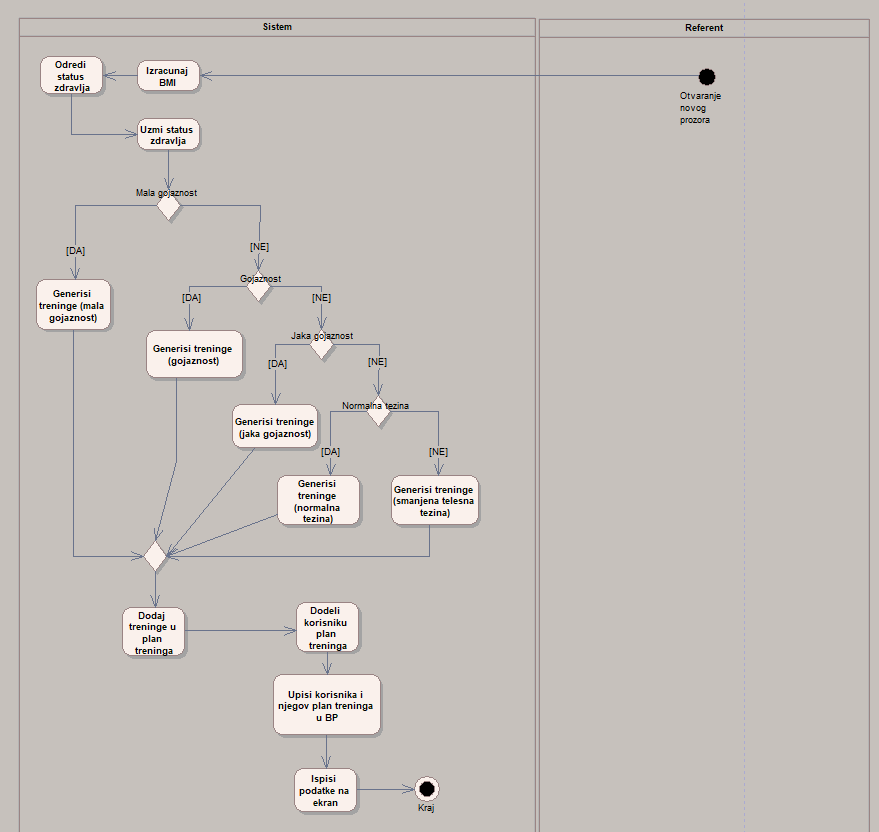 Sistem
Referent
Odredi
status
zdravlja
Izracunaj
BMI
Otvaranje
novog
prozora
Uzmi status
zdravlja
Mala gojaznost
[DA]
[NE]
Generisi
treninge (mala
gojaznost)
Gojaznost
[DA]
[NE]
Generisi treninge
(gojaznost)
Jaka gojaznost
[DA]
[NE]
Generisi treninge
(jaka gojaznost)
Normalna tezina
[DA]
[NE]
Generisi
treninge
(normalna
tezina)
Generisi treninge
(smanjena telesna
tezina)
Dodaj
treninge u
plan
treninga
Dodeli
korisniku
plan
treninga
Upisi korisnika i
njegov plan treninga
u BP
Ispisi
podatke na
ekran
Kraj